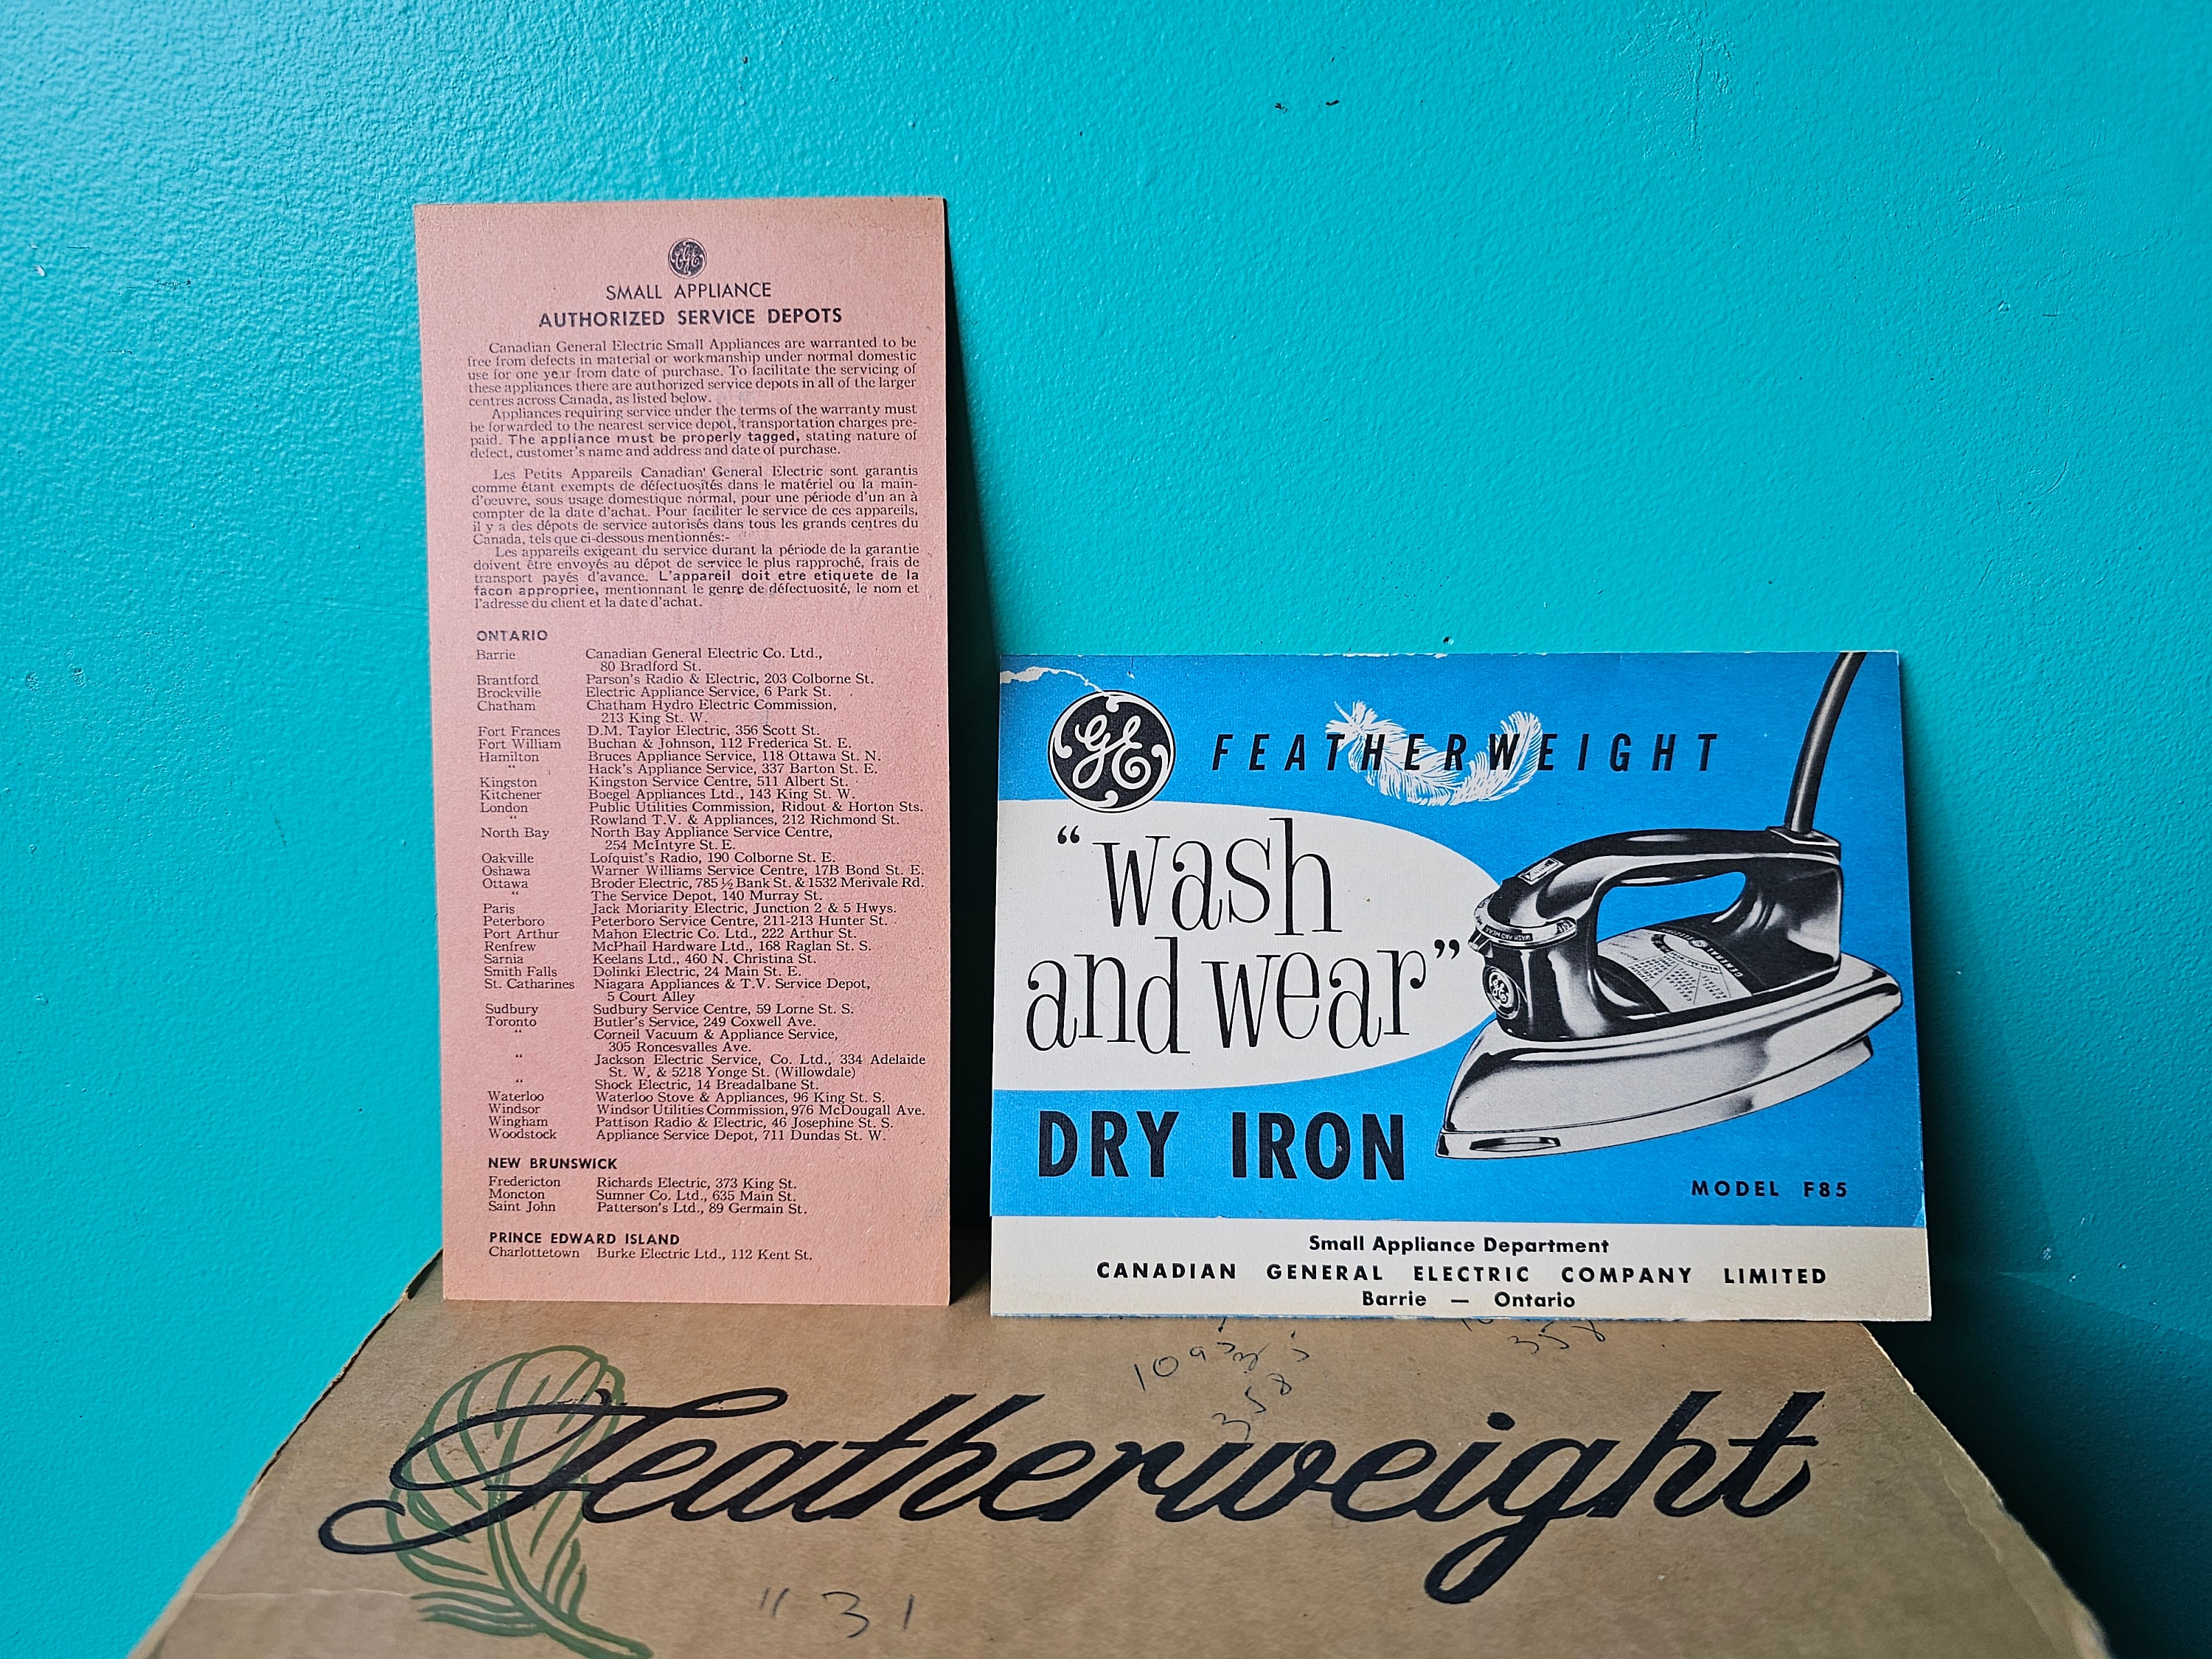 GE
SMALL APPLIANCE
AUTHORIZED SERVICE DEPOTS
Canadian General Electric Small Appliances are warranted to be
free from defects in material or workmanship under normal domestic
use for one year from date of purchase. To facilitate the servicing of
these appliances there are authorized service depots in all of the larger
centres across Canada, as listed below.
Appliances requiring service under the terms of the warranty must
be forwarded to the nearest service depot, transportation charges pre-
paid. The appliance must be properly tagged, stating nature of
defect, customer's name and address and date of purchase.
Les Petits Appareils Canadian General Electric sont garantis
comme étant exempts de défectuosités dans le matériel ou la main-
d'œuvre, sous usage domestique normal, pour une période d'un an à
compter de la date d'achat. Pour faciliter le service de ces appareils,
il y a des dépots de service autorisés dans tous les grands centres du
Canada, tels que ci-dessous mentionnés:-
Les appareils exigeant du service durant la période de la garantie
doivent être envoyés au dépot de service le plus rapproché, frais de
transport payés d'avance. L'appareil doit etre etiquete de la
facon appropriee, mentionnant le genre de défectuosité, le nom et
l'adresse du client et la date d'achat.
ONTARIO
Barrie Canadian General Electric Co. Ltd.,
80 Bradford St.
Brantford Parson's Radio & Electric, 203 Colborne St.
Brockville Electric Appliance Service, 6 Park St.
Chatham Chatham Hydro Electric Commission,
213 King St. W.
Fort Frances D.M. Taylor Electric, 356 Scott St.
Fort William Buchan & Johnson, 112 Frederica St. E.
Hamilton Bruces Appliance Service, 118 Ottawa St. N.
" Hack's Appliance Service, 337 Barton St. E.
Kingston Kingston Service Centre, 511 Albert St.
Kitchener Boegel Appliances Ltd., 143 King St. W.
London Public Utilities Commission, Ridout & Horton Sts.
" Rowland T.V. & Appliances, 212 Richmond St.
North Bay North Bay Appliance Service Centre,
254 McIntyre St. E.
Oakville Lofquist's Radio, 190 Colborne St. E.
Oshawa Warner Williams Service Centre, 17B Bond St. E.
Ottawa Broder Electric, 785 ½ Bank St. & 1532 Merivale Rd.
" The Service Depot, 140 Murray St.
Paris Jack Moriarity Electric, Junction 2 & 5 Hwys.
Peterboro Peterboro Service Centre, 211-213 Hunter St.
Port Arthur Mahon Electric Co. Ltd., 222 Arthur St.
Renfrew McPhail Hardware Ltd., 168 Raglan St. S.
Sarnia Keelans Ltd., 460 N. Christina St.
Smith Falls Dolinki Electric, 24 Main St. E.
St. Catharines Niagara Appliances & T.V. Service Depot,
5 Court Alley
Sudbury Sudbury Service Centre, 59 Lorne St. S.
Toronto Butler's Service, 249 Coxwell Ave.
" Corneil Vacuum & Appliance Service,
305 Roncesvalles Ave.
" Jackson Electric Service, Co. Ltd., 334 Adelaide
St. W. & 5218 Yonge St. (Willowdale)
" Shock Electric, 14 Breadalbane St.
Waterloo Waterloo Stove & Appliances, 96 King St. S.
Windsor Windsor Utilities Commission, 976 McDougall Ave.
Wingham Pattison Radio & Electric, 46 Josephine St. S.
Woodstock Appliance Service Depot, 711 Dundas St. W.
NEW BRUNSWICK
Fredericton Richards Electric, 373 King St.
Moncton Sumner Co. Ltd., 635 Main St.
Saint John Patterson's Ltd., 89 Germain St.
PRINCE EDWARD ISLAND
Charlottetown Burke Electric Ltd., 112 Kent St.
GE FEATHERWEIGHT
"wash
and wear"
DRY IRON
MODEL F85
Small Appliance Department
CANADIAN GENERAL ELECTRIC COMPANY LIMITED
Barrie — Ontario
358
358
Featherweight
" 31